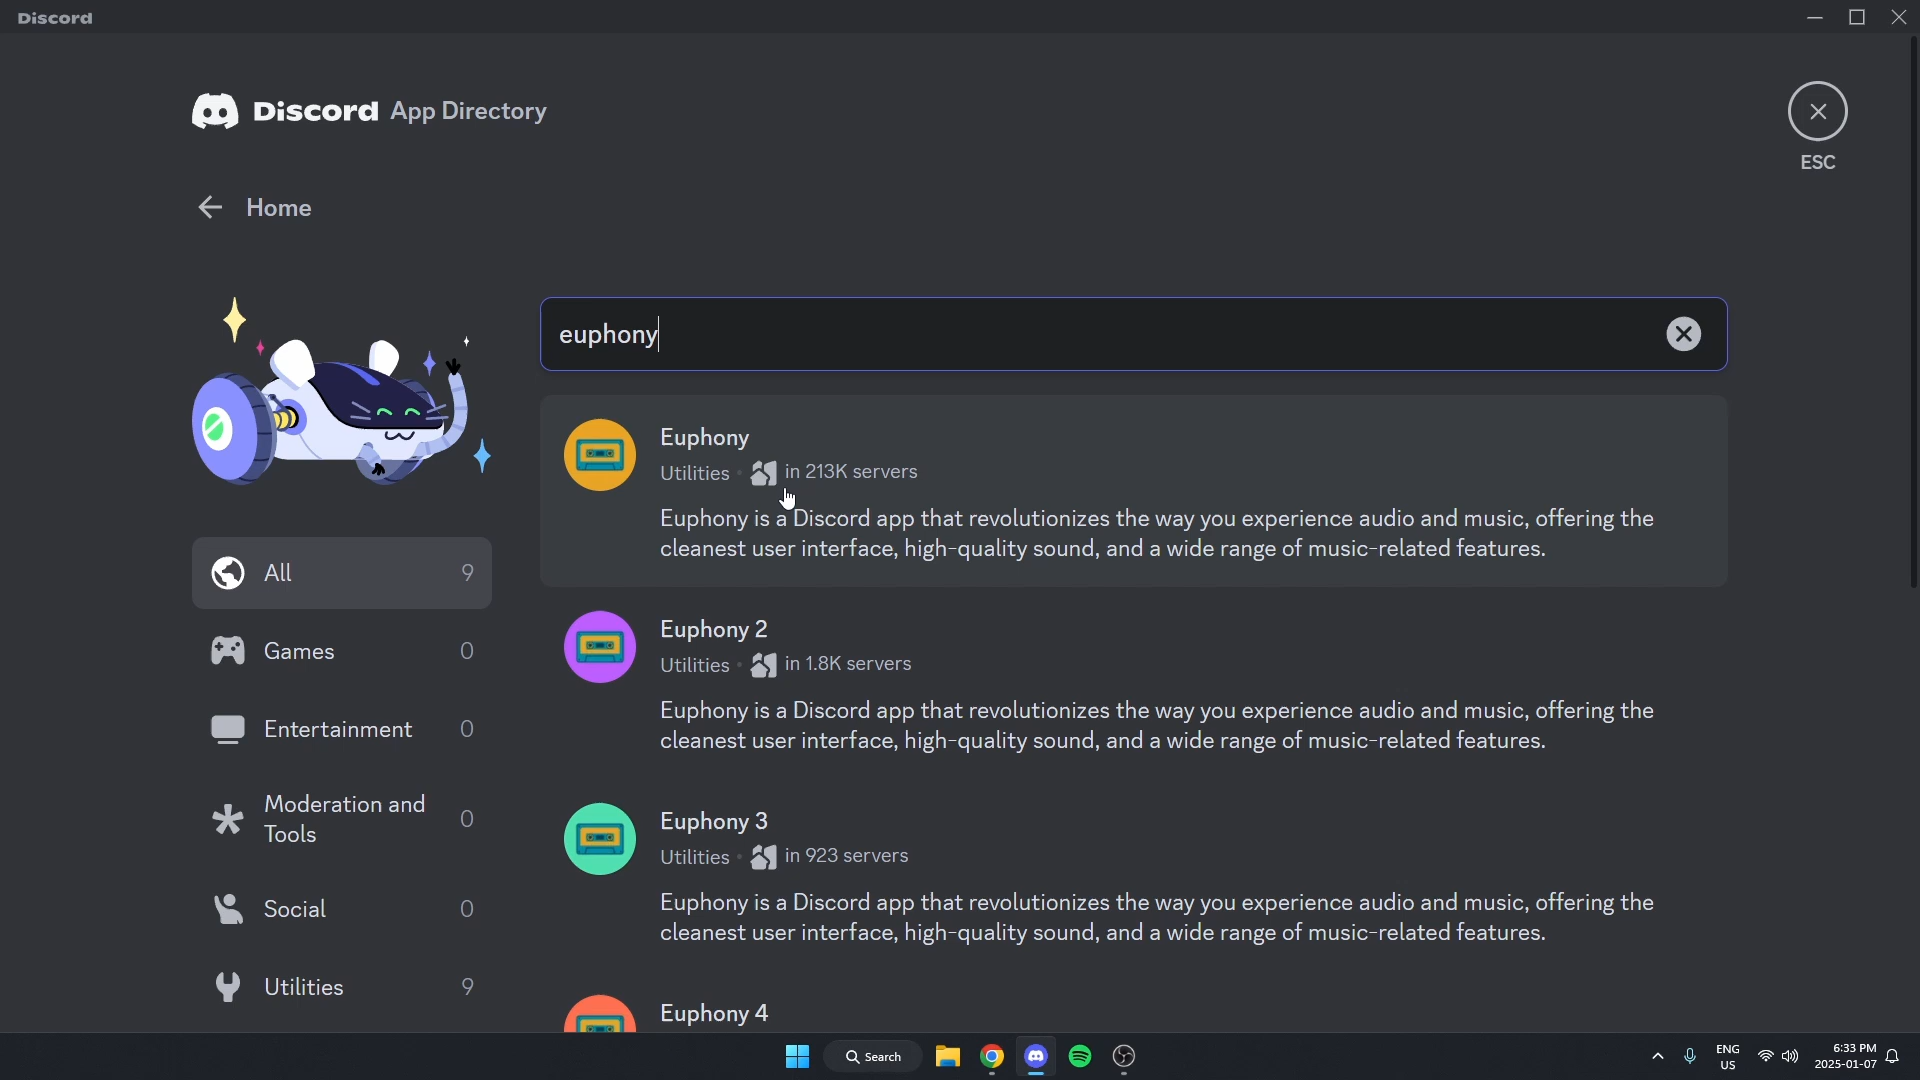 Discord
Discord App Directory
ESC
Home
euphony
Euphony
Utilities • in 213K servers
Euphony is a Discord app that revolutionizes the way you experience audio and music, offering the
cleanest user interface, high-quality sound, and a wide range of music-related features.
All 9
Euphony 2
Utilities • in 1.8K servers
Games 0
Euphony is a Discord app that revolutionizes the way you experience audio and music, offering the
cleanest user interface, high-quality sound, and a wide range of music-related features.
Entertainment 0
Moderation and
Tools 0
Euphony 3
Utilities • in 923 servers
Euphony is a Discord app that revolutionizes the way you experience audio and music, offering the
cleanest user interface, high-quality sound, and a wide range of music-related features.
Social 0
Utilities 9
Euphony 4
Search
ENG
US
6:33 PM
2025-01-07